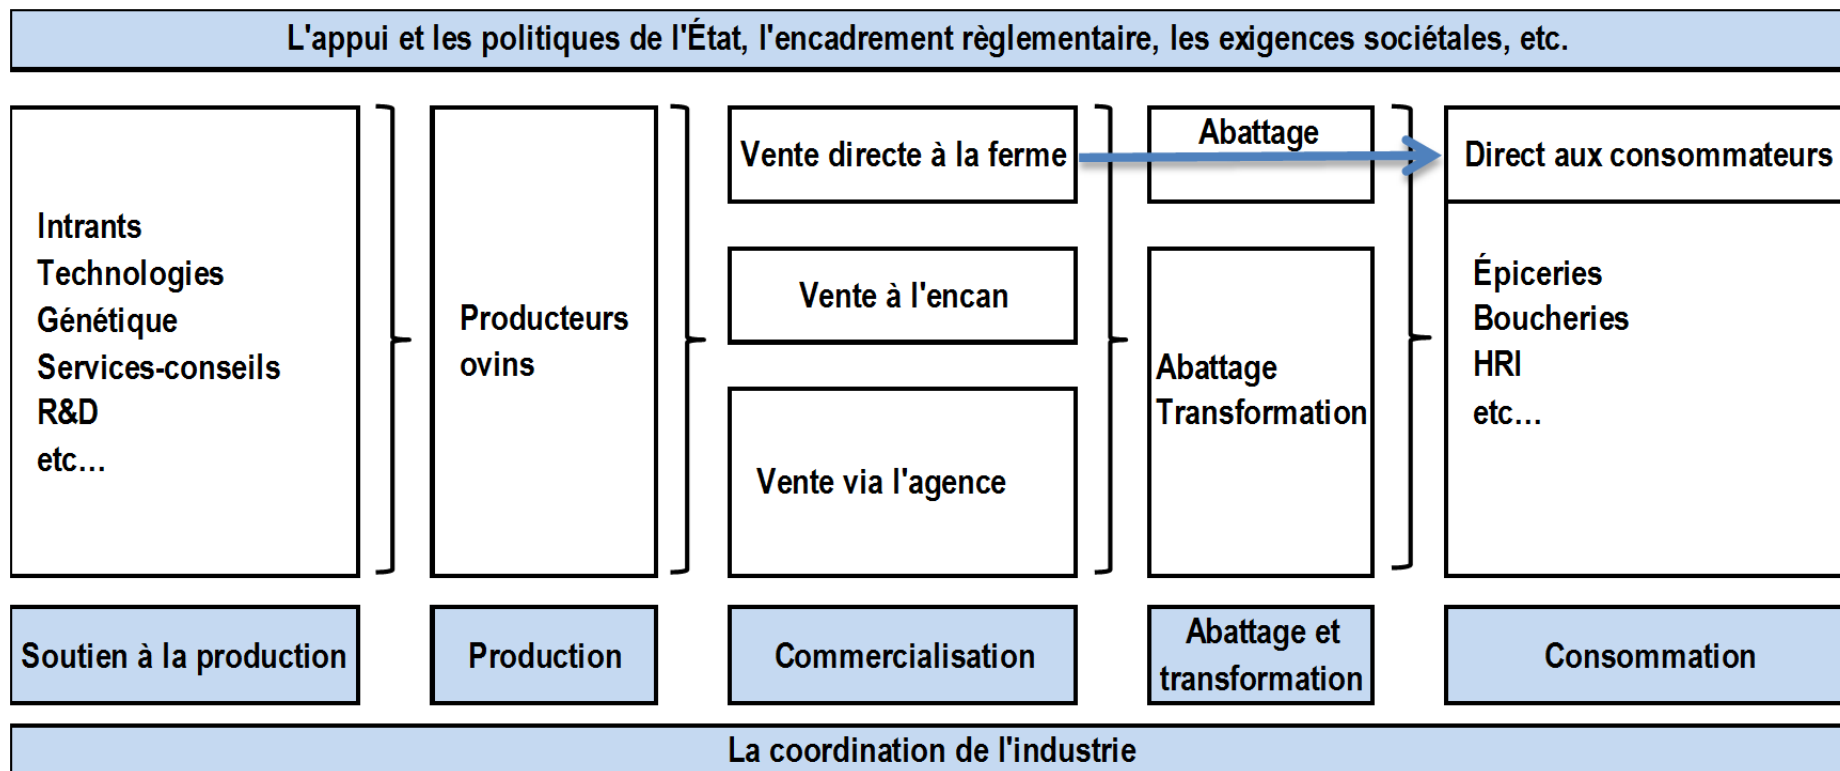 L'appui et les politiques de l'État, l'encadrement règlementaire, les exigences sociétales, etc.
Intrants
Technologies
Génétique
Services-conseils
R&D
etc...
Producteurs
ovins
Vente directe à la ferme
Vente à l'encan
Vente via l'agence
Abattage
Abattage
Transformation
Direct aux consommateurs
Épiceries
Boucheries
HRI
etc...
Soutien à la production
Production
Commercialisation
Abattage et
transformation
Consommation
La coordination de l'industrie